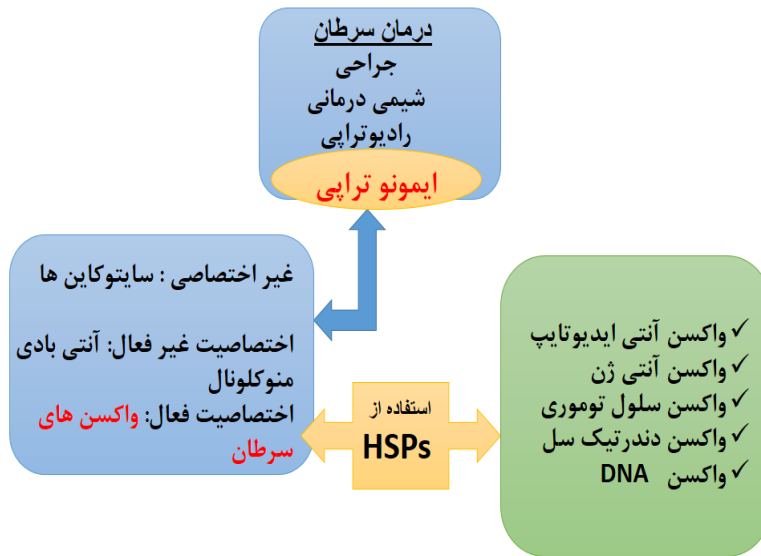 درمان سرطان
جراحی
شیمی درمانی
رادیوتراپی
ایمونو تراپی
غیر اختصاصی : سایتوکاین ها
اختصاصیت غیر فعال: آنتی بادی
منوکلونال
اختصاصیت فعال: واکسن های
سرطان
استفاده از
HSPs
✓ واکسن آنتی ایدیوتایپ
✓ واکسن آنتی ژن
✓ واکسن سلول توموری
✓ واکسن دندرتیک سل
✓ واکسن DNA